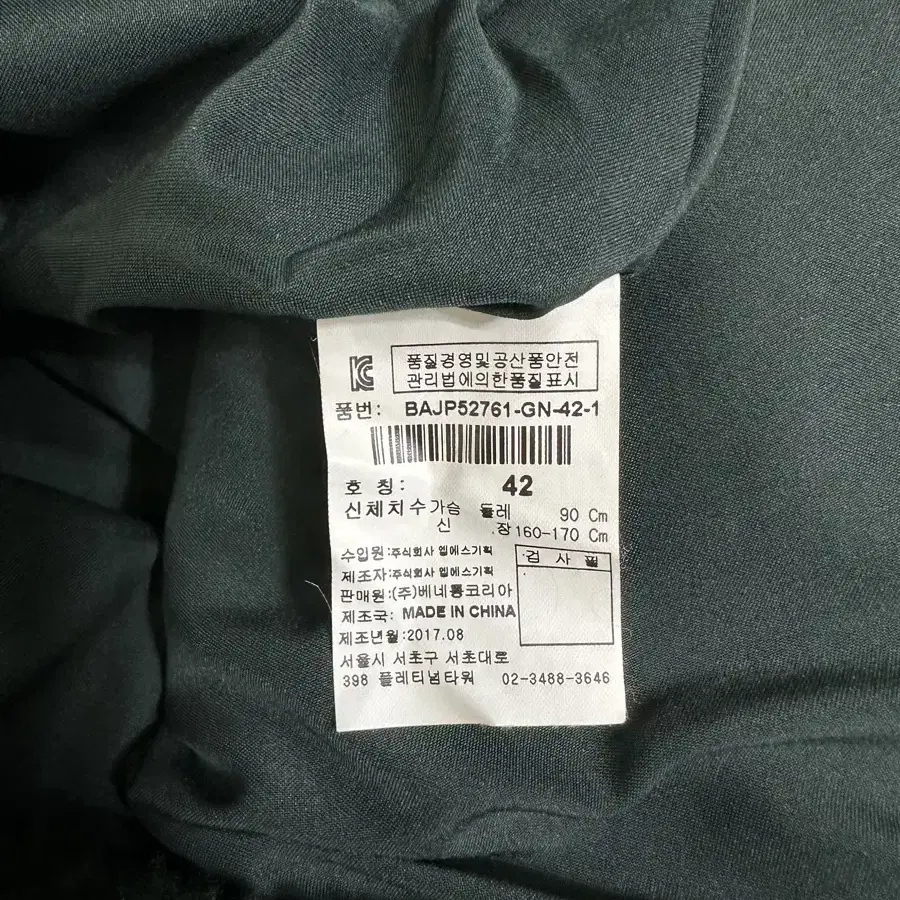 품질경영및공산품안전
관리법에의한품질표시
품번: BAJP52761-GN-42-1
호 칭: 42
신체치수 가슴 둘레 90 Cm
신 장 160-170 Cm
수입원:주식회사 엠에스기획
제조자:주식회사 엠에스기획
검 사 필
판매원:(주)베네통코리아
제조국: MADE IN CHINA
제조년월:2017.08
서울시 서초구 서초대로
398 플레티넘타워 02-3488-3646